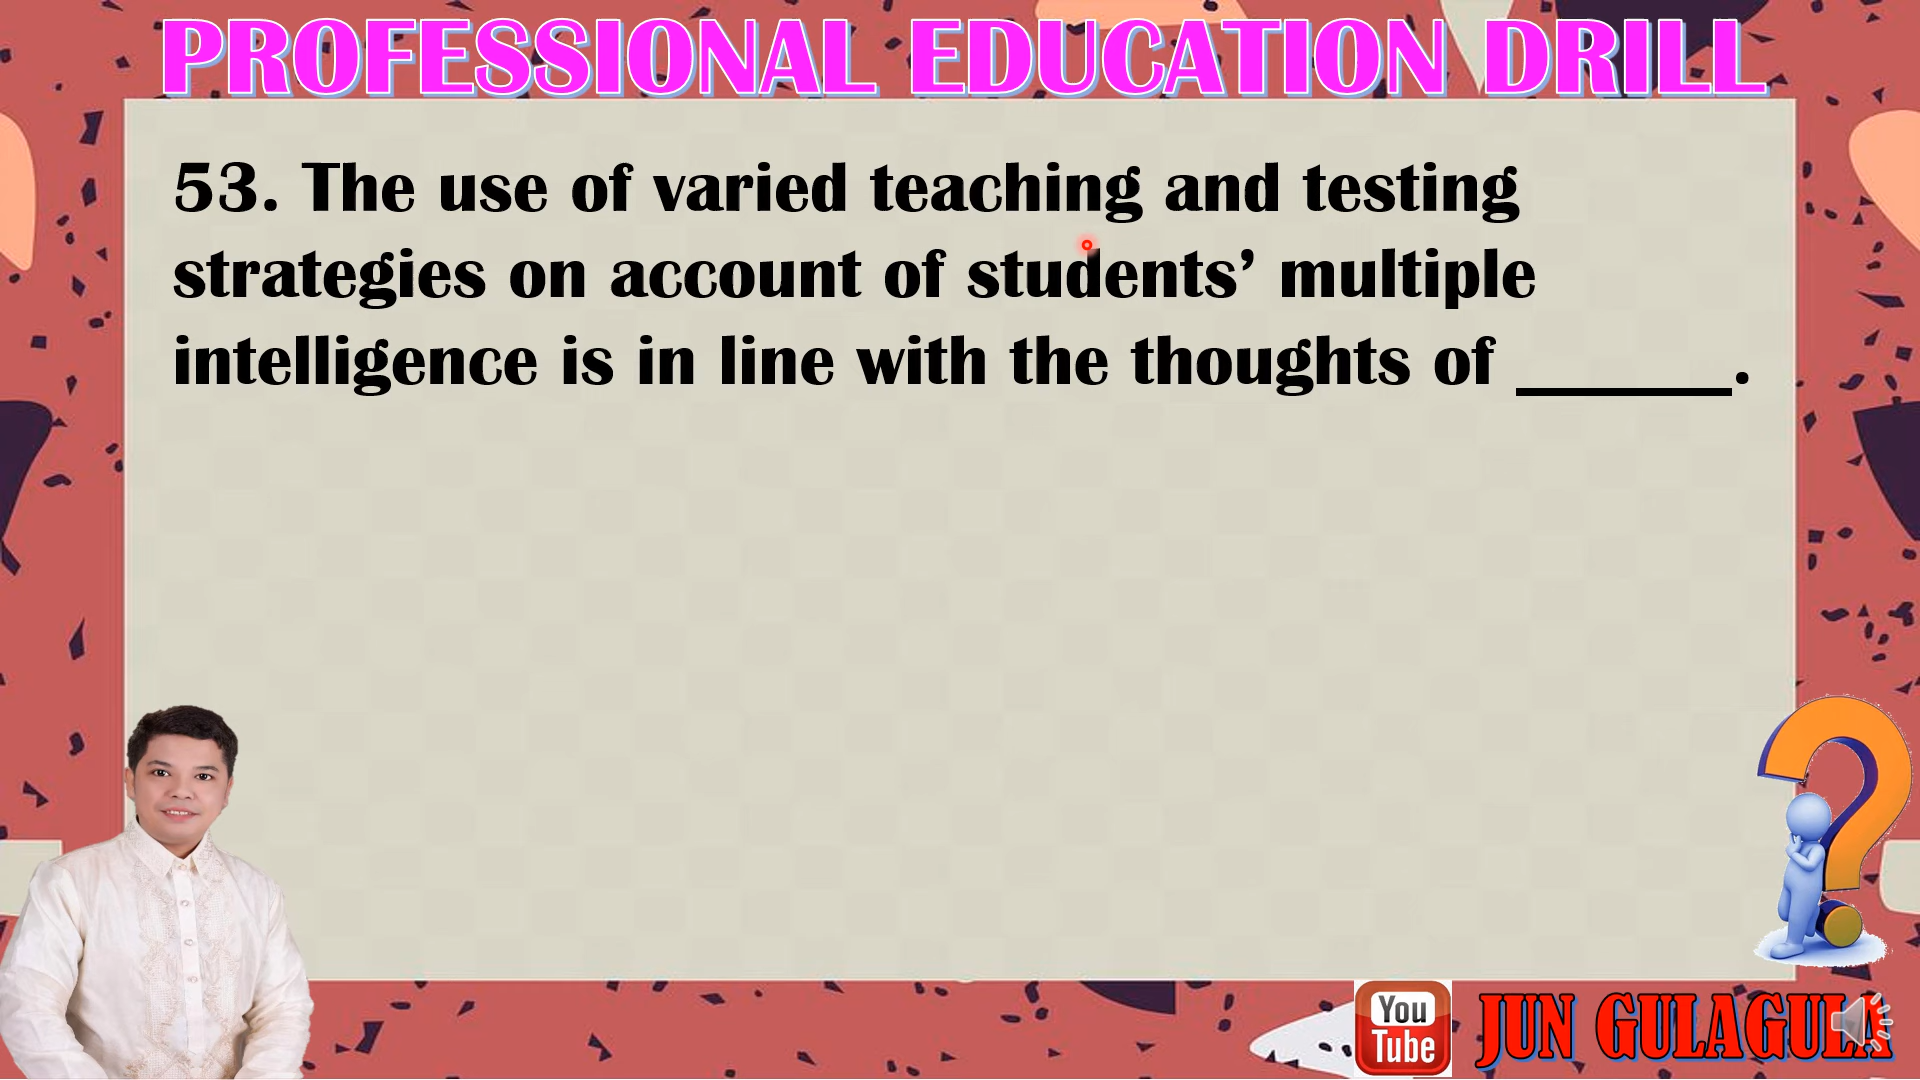 PROFESSIONAL EDUCATION DRILL
53. The use of varied teaching and testing
strategies on account of students’ multiple
intelligence is in line with the thoughts of ______.
You
Tube
JUN GULAGULA